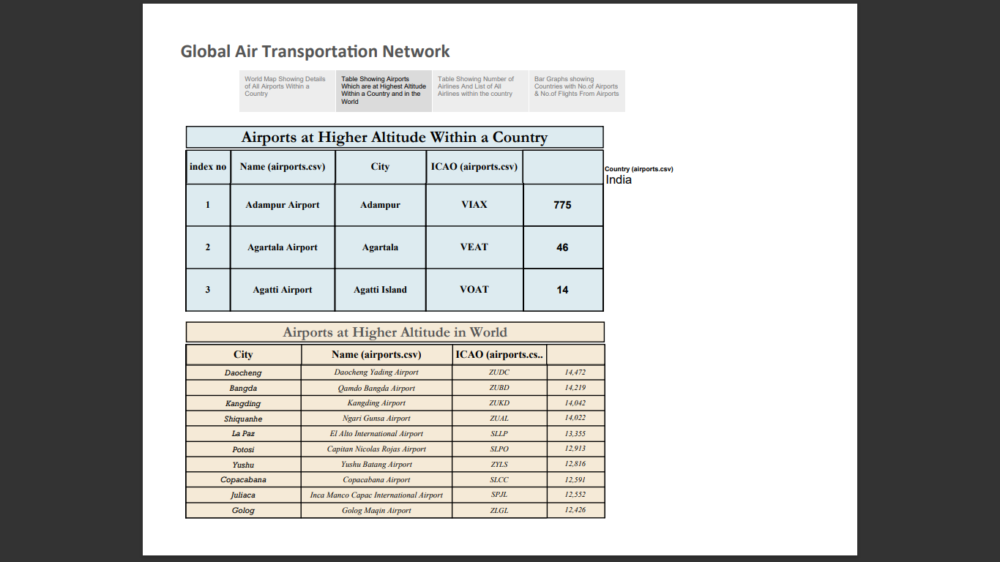 Global Air Transportation Network
World Map Showing Details
of All Airports Within a
Country
Table Showing Airports
Which are at Highest Altitude
Within a Country and in the
World
Table Showing Number of
Airlines And List of All
Airlines within the country
Bar Graphs showing
Countries with No.of Airports
& No.of Flights From Airports
Airports at Higher Altitude Within a Country
index no Name (airports.csv) City ICAO (airports.csv)
1 Adampur Airport Adampur VIAX 775
2 Agartala Airport Agartala VEAT 46
3 Agatti Airport Agatti Island VOAT 14
Country (airports.csv)
India
Airports at Higher Altitude in World
City Name (airports.csv) ICAO (airports.cs..
Daocheng Daocheng Yading Airport ZUDC 14,472
Bangda Qamdo Bangda Airport ZUBD 14,219
Kangding Kangding Airport ZUKD 14,042
Shiquanhe Ngari Gunsa Airport ZUAL 14,022
La Paz El Alto International Airport SLLP 13,355
Potosi Capitan Nicolas Rojas Airport SLPO 12,913
Yushu Yushu Batang Airport ZYLS 12,816
Copacabana Copacabana Airport SLCC 12,591
Juliaca Inca Manco Capac International Airport SPJL 12,552
Golog Golog Maqin Airport ZLGL 12,426